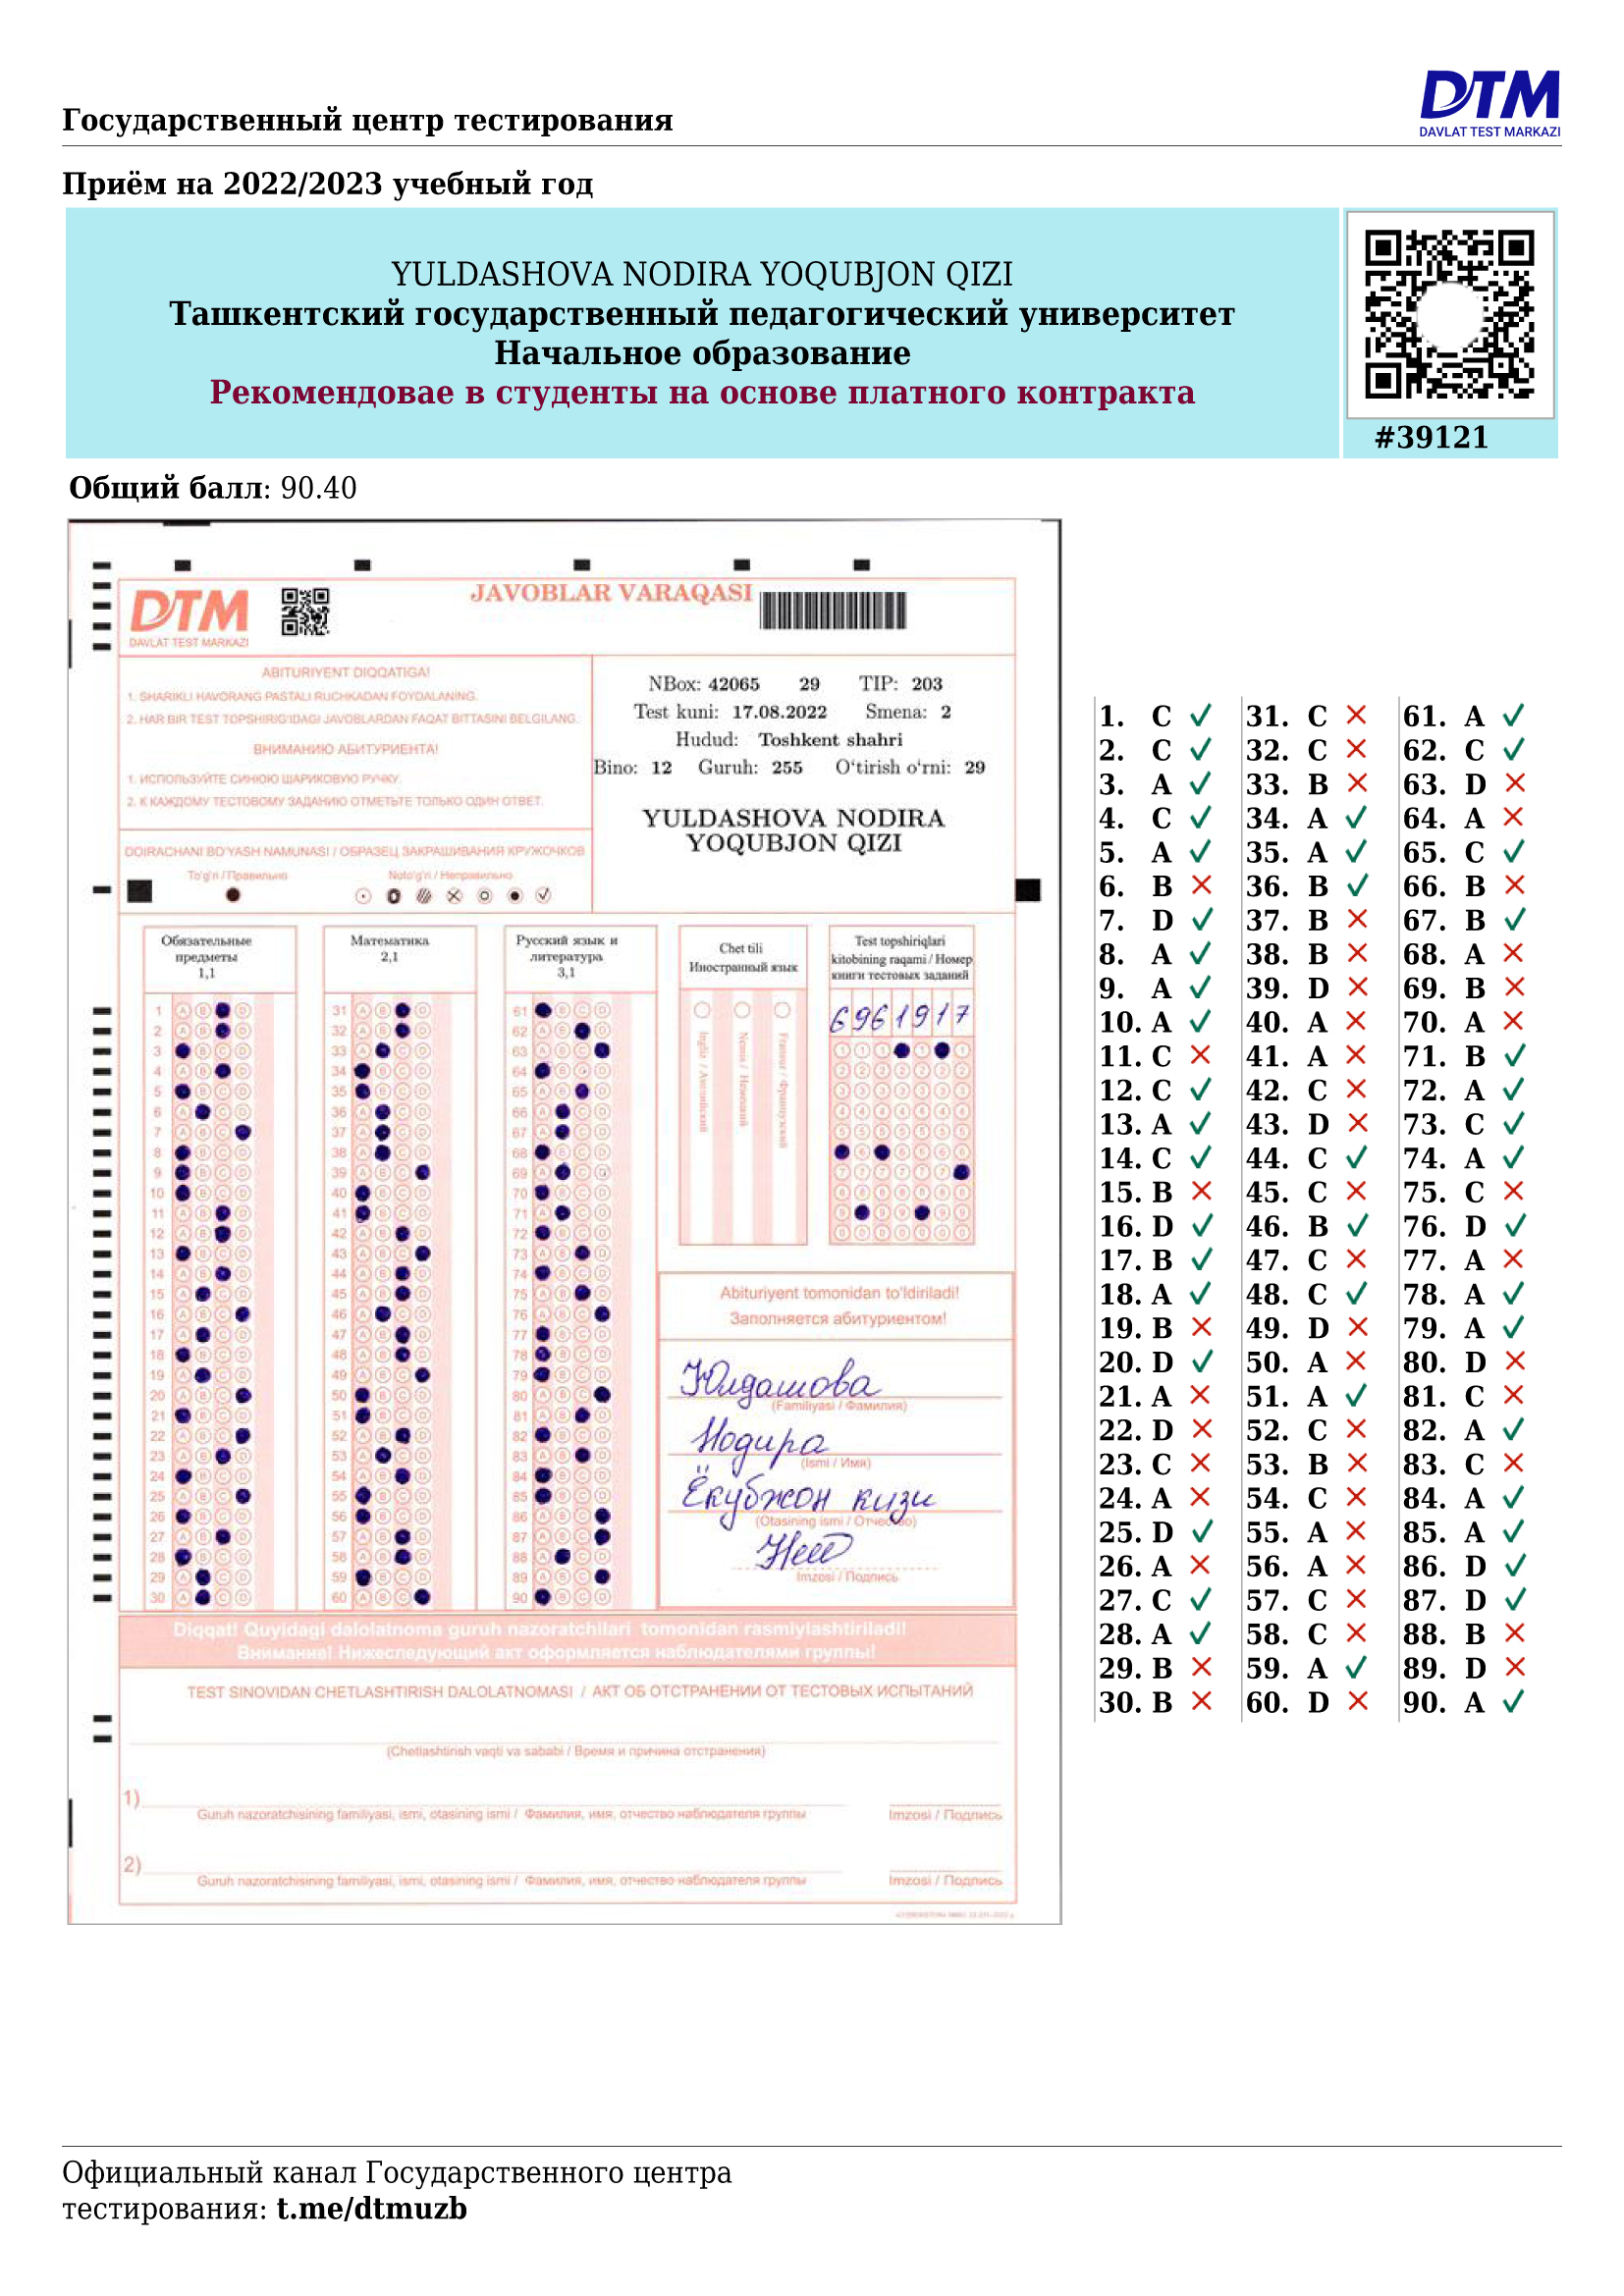 Государственный центр тестирования
DTM
DAVLAT TEST MARKAZI
Приём на 2022/2023 учебный год
YULDASHOVA NODIRA YOQUBJON QIZI
Ташкентский государственный педагогический университет
Начальное образование
Рекомендовае в студенты на основе платного контракта
#39121
Общий балл: 90.40
DTM
DAVLAT TEST MARKAZI
JAVOBLAR VARAQASI
ABITURIYENT DIQQATIGA!
1. SHARIKLI HAVORANG PASTALI RUCHKADAN FOYDALANING.
2. HAR BIR TEST TOPSHIRIG'IDAGI JAVOBLARDAN FAQAT BITTASINI BELGILANG.
ВНИМАНИЮ АБИТУРИЕНТА!
1. ИСПОЛЬЗУЙТЕ СИНЮЮ ШАРИКОВУЮ РУЧКУ.
2. К КАЖДОМУ ТЕСТОВОМУ ЗАДАНИЮ ОТМЕТЬТЕ ТОЛЬКО ОДИН ОТВЕТ.
DOIRACHANI BO'YASH NAMUNASI / ОБРАЗЕЦ ЗАКРАШИВАНИЯ КРУЖОЧКОВ
To'g'ri / Правильно Noto'g'ri / Неправильно
NBox: 42065 29 TIP: 203
Test kuni: 17.08.2022 Smena: 2
Hudud: Toshkent shahri
Bino: 12 Guruh: 255 O‘tirish o‘rni: 29
YULDASHOVA NODIRA
YOQUBJON QIZI
Обязательные
предметы
1,1
Математика
2,1
Русский язык и
литература
3,1
Chet tili
Иностранный язык
Ingliz / Английский
Nemis / Немецкий
Fransuz / Французский
Test topshiriqlari
kitobining raqami / Номер
книги тестовых заданий
6961917
Abituriyent tomonidan to'ldiriladi!
Заполняется абитуриентом!
Юлдашова
(Familiyasi / Фамилия)
Нодира
(Ismi / Имя)
Ёкубжон кизи
(Otasining ismi / Отчество)
Imzosi / Подпись
Diqqat! Quyidagi dalolatnoma guruh nazoratchilari tomonidan rasmiylashtiriladi!
Внимание! Нижеследующий акт оформляется наблюдателями группы!
TEST SINOVIDAN CHETLASHTIRISH DALOLATNOMASI / АКТ ОБ ОТСТРАНЕНИИ ОТ ТЕСТОВЫХ ИСПЫТАНИЙ
(Chetlashtirish vaqti va sababi / Время и причина отстранения)
1)
Guruh nazoratchisining familiyasi, ismi, otasining ismi / Фамилия, имя, отчество наблюдателя группы Imzosi / Подпись
2)
Guruh nazoratchisining familiyasi, ismi, otasining ismi / Фамилия, имя, отчество наблюдателя группы Imzosi / Подпись
1. C ✓ 31. C ✕ 61. A ✓
2. C ✓ 32. C ✕ 62. C ✓
3. A ✓ 33. B ✕ 63. D ✕
4. C ✓ 34. A ✓ 64. A ✕
5. A ✓ 35. A ✓ 65. C ✓
6. B ✕ 36. B ✓ 66. B ✕
7. D ✓ 37. B ✕ 67. B ✓
8. A ✓ 38. B ✕ 68. A ✕
9. A ✓ 39. D ✕ 69. B ✕
10. A ✓ 40. A ✕ 70. A ✕
11. C ✕ 41. A ✕ 71. B ✓
12. C ✓ 42. C ✕ 72. A ✓
13. A ✓ 43. D ✕ 73. C ✓
14. C ✓ 44. C ✓ 74. A ✓
15. B ✕ 45. C ✕ 75. C ✕
16. D ✓ 46. B ✓ 76. D ✓
17. B ✓ 47. C ✕ 77. A ✕
18. A ✓ 48. C ✓ 78. A ✓
19. B ✕ 49. D ✕ 79. A ✓
20. D ✓ 50. A ✕ 80. D ✕
21. A ✕ 51. A ✓ 81. C ✕
22. D ✕ 52. C ✕ 82. A ✓
23. C ✕ 53. B ✕ 83. C ✕
24. A ✕ 54. C ✕ 84. A ✓
25. D ✓ 55. A ✕ 85. A ✓
26. A ✕ 56. A ✕ 86. D ✓
27. C ✓ 57. C ✕ 87. D ✓
28. A ✓ 58. C ✕ 88. B ✕
29. B ✕ 59. A ✓ 89. D ✕
30. B ✕ 60. D ✕ 90. A ✓
Официальный канал Государственного центра
тестирования: t.me/dtmuzb